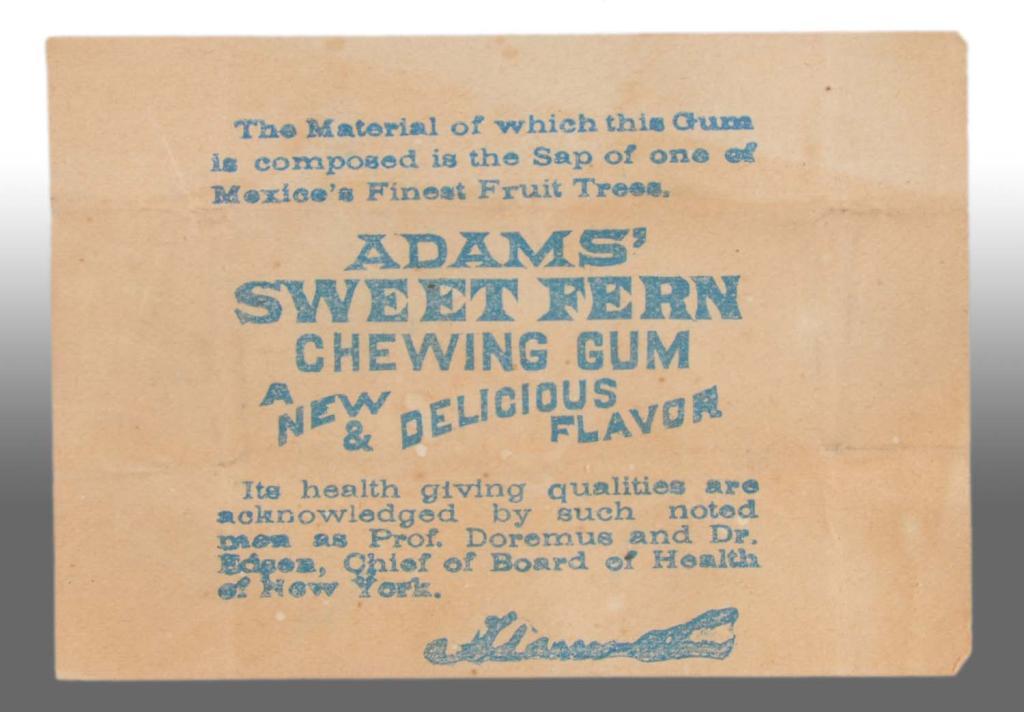 The Material of which this Gum
is composed is the Sap of one of
Mexico's Finest Fruit Trees.
ADAMS'
SWEET FERN
CHEWING GUM
A NEW & DELICIOUS FLAVOR
Its health giving qualities are
acknowledged by such noted
men as Prof. Doremus and Dr.
Edson, Chief of Board of Health
of New York.